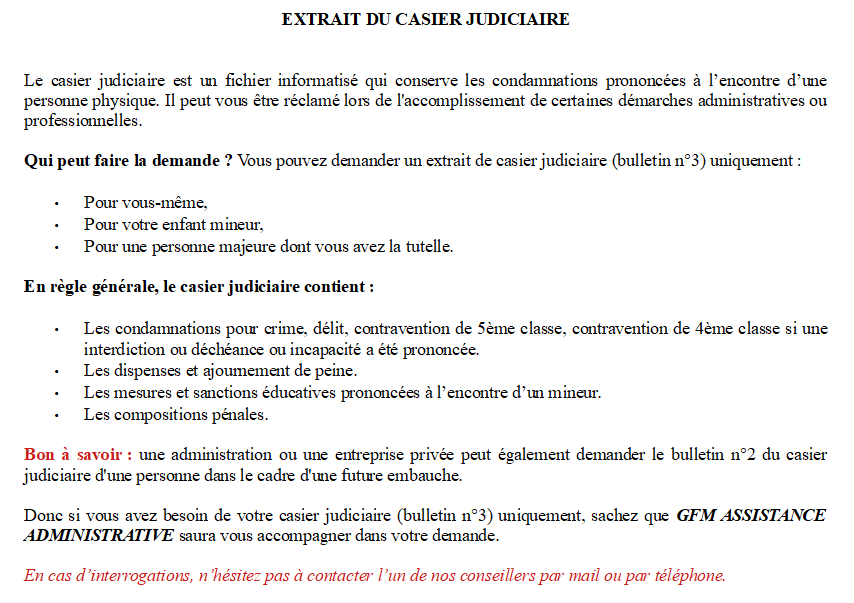 EXTRAIT DU CASIER JUDICIAIRE
Le casier judiciaire est un fichier informatisé qui conserve les condamnations prononcées à l’encontre d’une
personne physique. Il peut vous être réclamé lors de l'accomplissement de certaines démarches administratives ou
professionnelles.
Qui peut faire la demande ? Vous pouvez demander un extrait de casier judiciaire (bulletin n°3) uniquement :
• Pour vous-même,
• Pour votre enfant mineur,
• Pour une personne majeure dont vous avez la tutelle.
En règle générale, le casier judiciaire contient :
• Les condamnations pour crime, délit, contravention de 5ème classe, contravention de 4ème classe si une
interdiction ou déchéance ou incapacité a été prononcée.
• Les dispenses et ajournement de peine.
• Les mesures et sanctions éducatives prononcées à l’encontre d’un mineur.
• Les compositions pénales.
Bon à savoir : une administration ou une entreprise privée peut également demander le bulletin n°2 du casier
judiciaire d'une personne dans le cadre d'une future embauche.
Donc si vous avez besoin de votre casier judiciaire (bulletin n°3) uniquement, sachez que GFM ASSISTANCE
ADMINISTRATIVE saura vous accompagner dans votre demande.
En cas d’interrogations, n’hésitez pas à contacter l’un de nos conseillers par mail ou par téléphone.